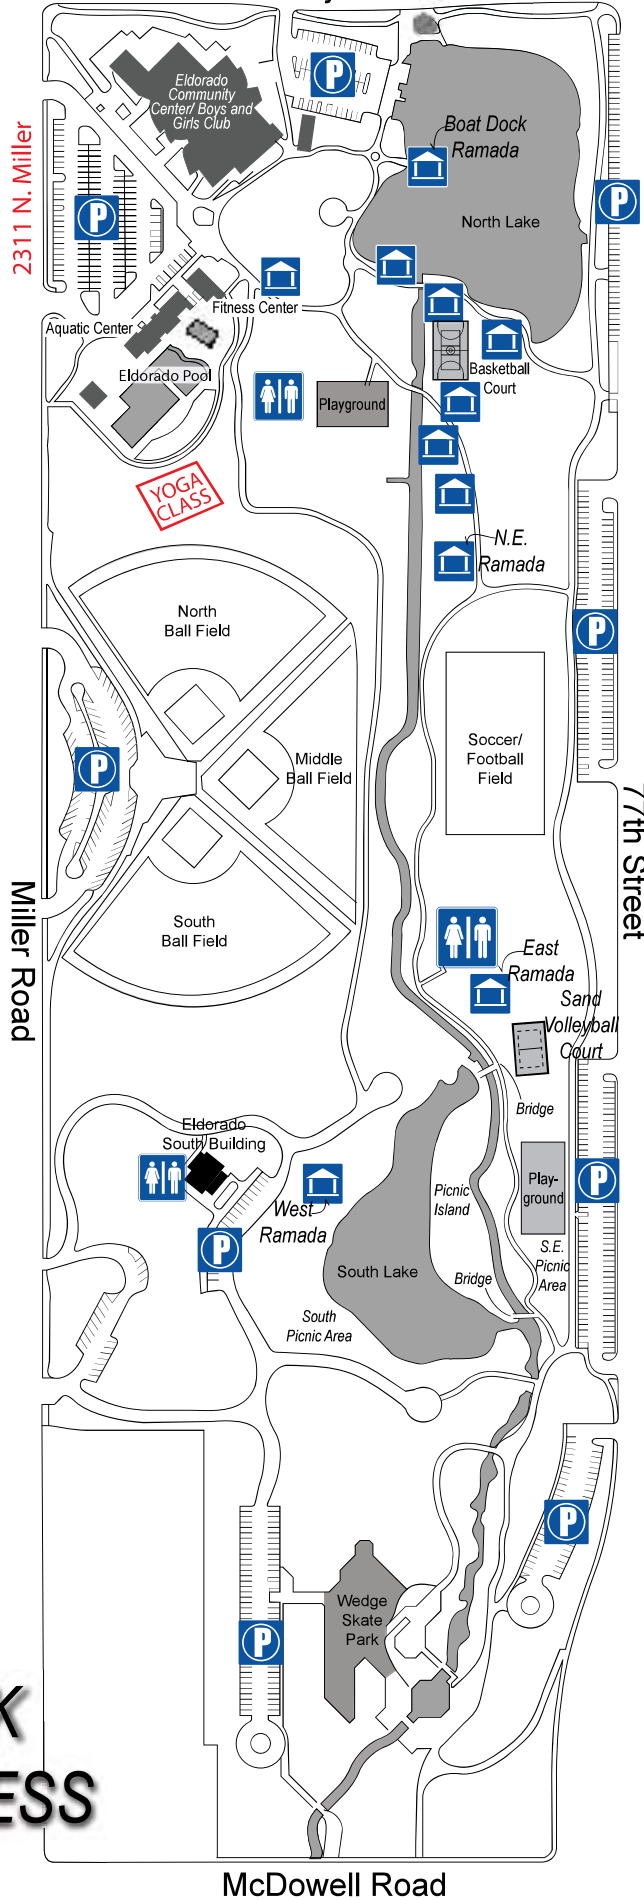 Eldorado
Community
Center/ Boys and
Girls Club
P
Boat Dock
Ramada
2311 N. Miller
P
P
North Lake
Fitness Center
Aquatic Center
Basketball
Court
Eldorado Pool
Playground
YOGA
CLASS
N.E.
Ramada
North
Ball Field
P
Soccer/
Football
Field
Middle
Ball Field
P
77th Street
Miller Road
South
Ball Field
East
Ramada
Sand
Volleyball
Court
Bridge
Eldorado
South Building
Play-
ground
P
Picnic
Island
West
Ramada
P
S.E.
Picnic
Area
South Lake
Bridge
South
Picnic Area
P
Wedge
Skate
Park
P
K
ESS
McDowell Road